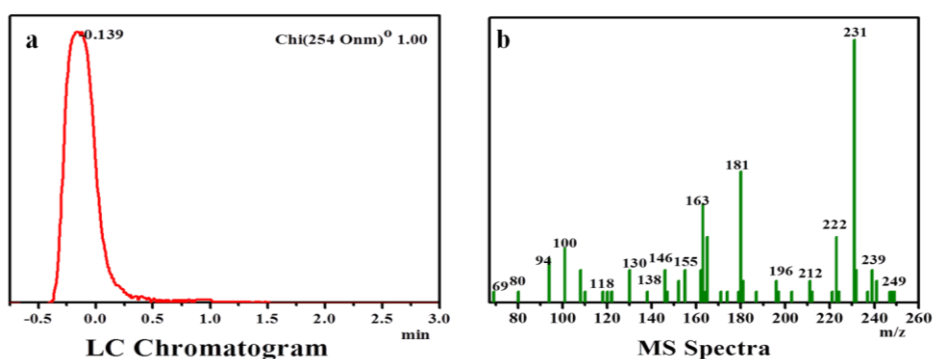 a
0.139
Chi(254 Onm)⁰ 1.00
-0.5 0.0 0.5 1.0 1.5 2.0 2.5 3.0
min
LC Chromatogram
b
231
181
163
222
100
94
130 146 155
239
69 80 118 138 196 212 249
80 100 120 140 160 180 200 220 240 260
m/z
MS Spectra